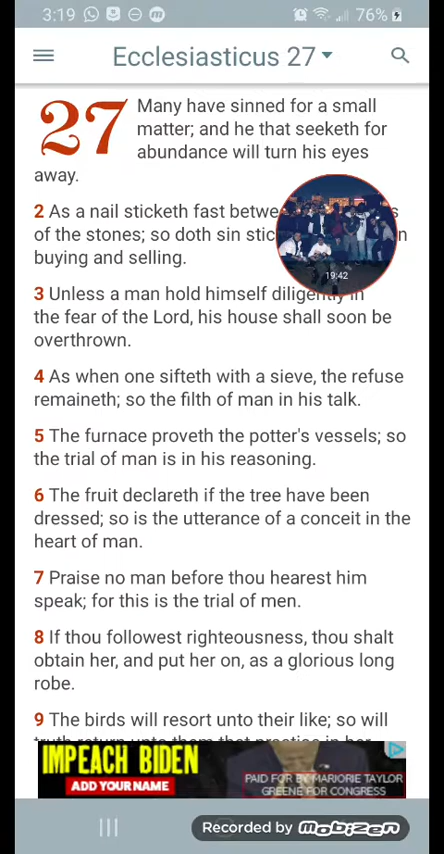 3:19
76%
Ecclesiasticus 27
27 Many have sinned for a small
matter; and he that seeketh for
abundance will turn his eyes
away.
2 As a nail sticketh fast s
of the stones; so doth sin n
buying and selling.
19:42
3 Unless a man hold himself diligently in
the fear of the Lord, his house shall soon be
overthrown.
4 As when one sifteth with a sieve, the refuse
remaineth; so the filth of man in his talk.
5 The furnace proveth the potter's vessels; so
the trial of man is in his reasoning.
6 The fruit declareth if the tree have been
dressed; so is the utterance of a conceit in the
heart of man.
7 Praise no man before thou hearest him
speak; for this is the trial of men.
8 If thou followest righteousness, thou shalt
obtain her, and put her on, as a glorious long
robe.
9 The birds will resort unto their like; so will
truth return unto them that practise in her.
IMPEACH BIDEN
ADD YOUR NAME
PAID FOR BY MARJORIE TAYLOR
GREENE FOR CONGRESS
Recorded by mobizen